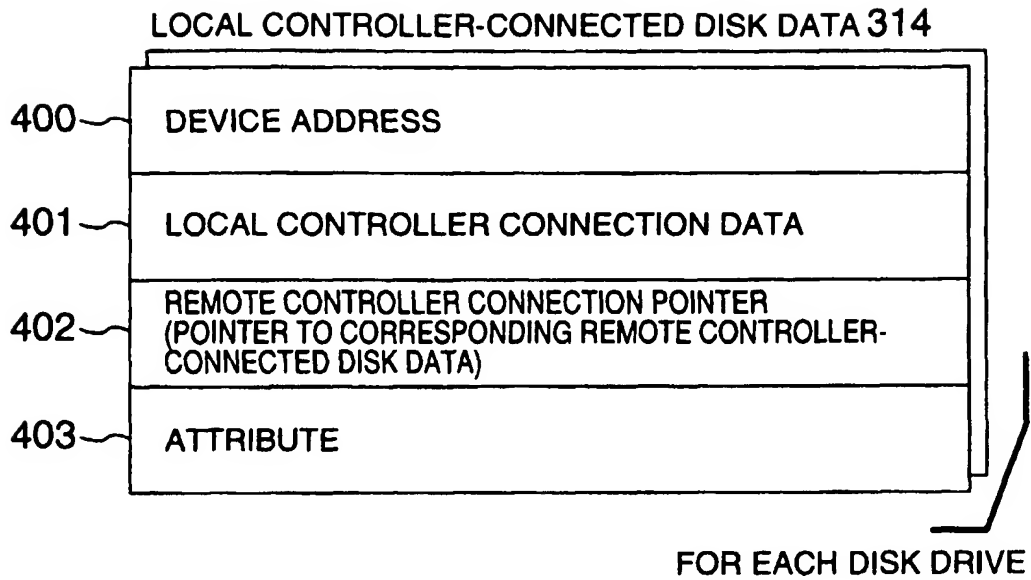 LOCAL CONTROLLER-CONNECTED DISK DATA 314
400
DEVICE ADDRESS
401
LOCAL CONTROLLER CONNECTION DATA
402
REMOTE CONTROLLER CONNECTION POINTER
(POINTER TO CORRESPONDING REMOTE CONTROLLER-
CONNECTED DISK DATA)
403
ATTRIBUTE
FOR EACH DISK DRIVE